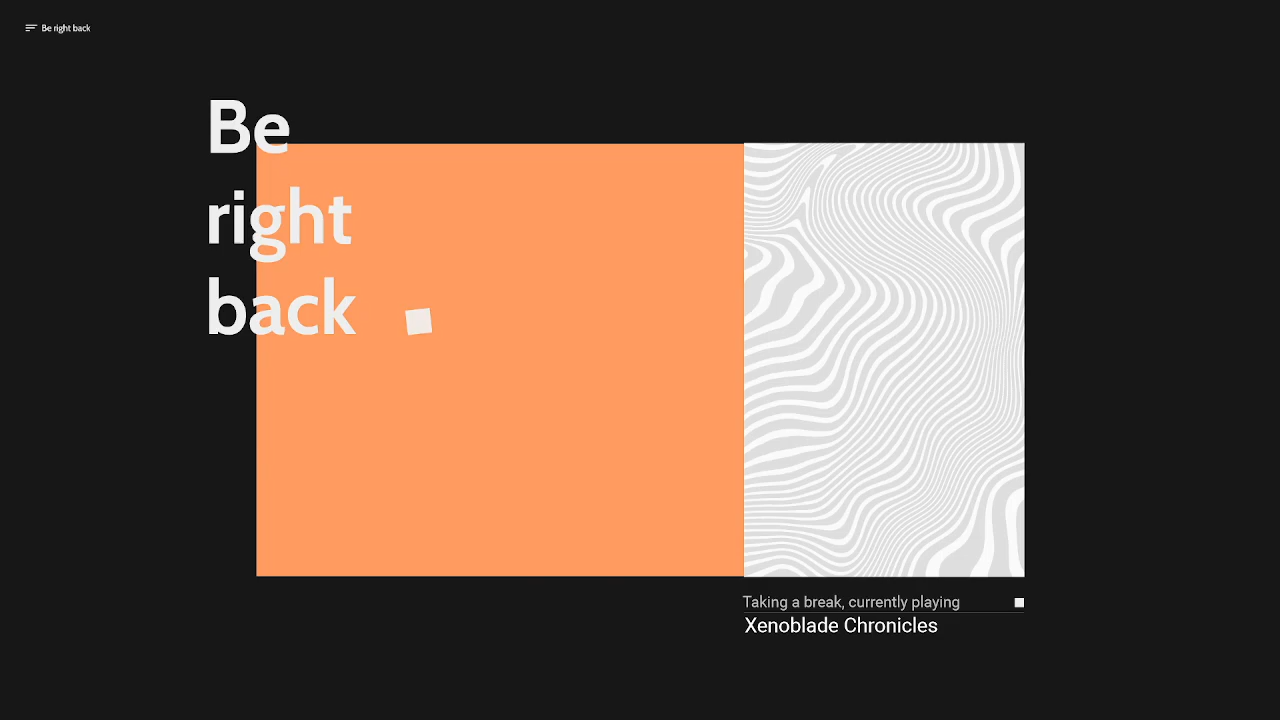 Be right back
Be
right
back
Taking a break, currently playing
Xenoblade Chronicles